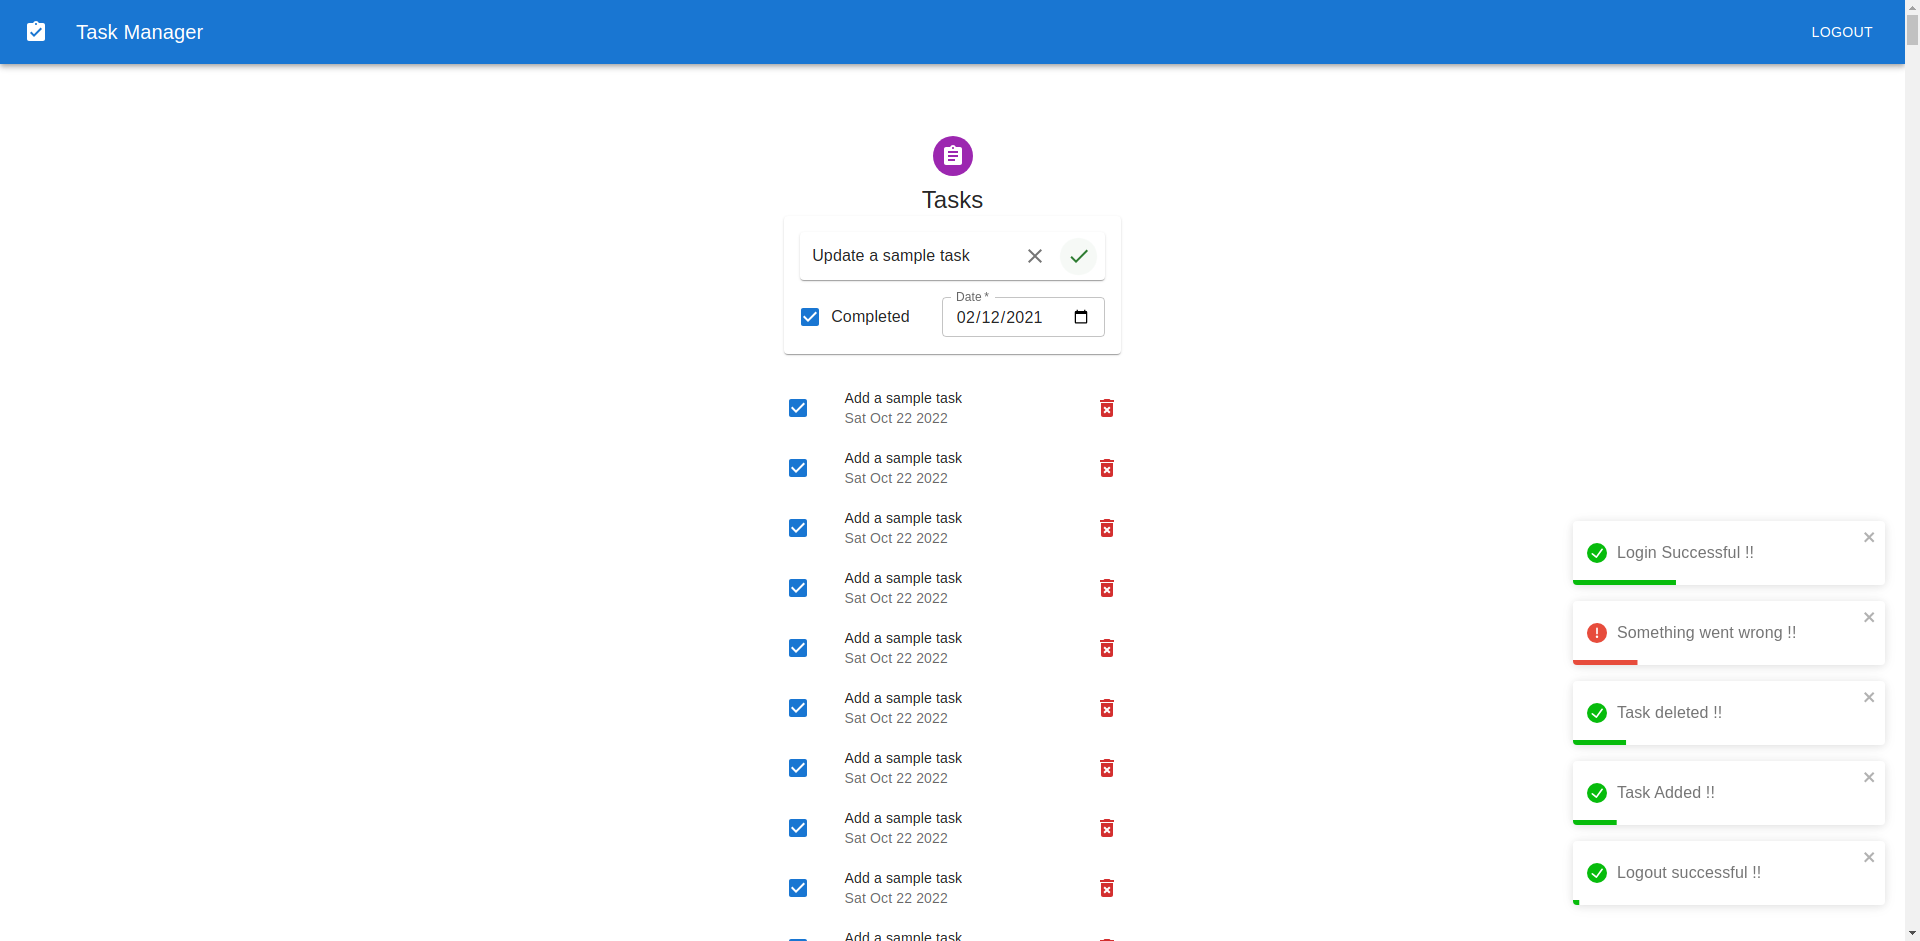 Task Manager
LOGOUT
Tasks
Update a sample task
Date *
Completed
02/12/2021
Add a sample task
Sat Oct 22 2022
Add a sample task
Sat Oct 22 2022
Add a sample task
Sat Oct 22 2022
Add a sample task
Sat Oct 22 2022
Add a sample task
Sat Oct 22 2022
Add a sample task
Sat Oct 22 2022
Add a sample task
Sat Oct 22 2022
Add a sample task
Sat Oct 22 2022
Add a sample task
Sat Oct 22 2022
Add a sample task
Login Successful !!
Something went wrong !!
Task deleted !!
Task Added !!
Logout successful !!